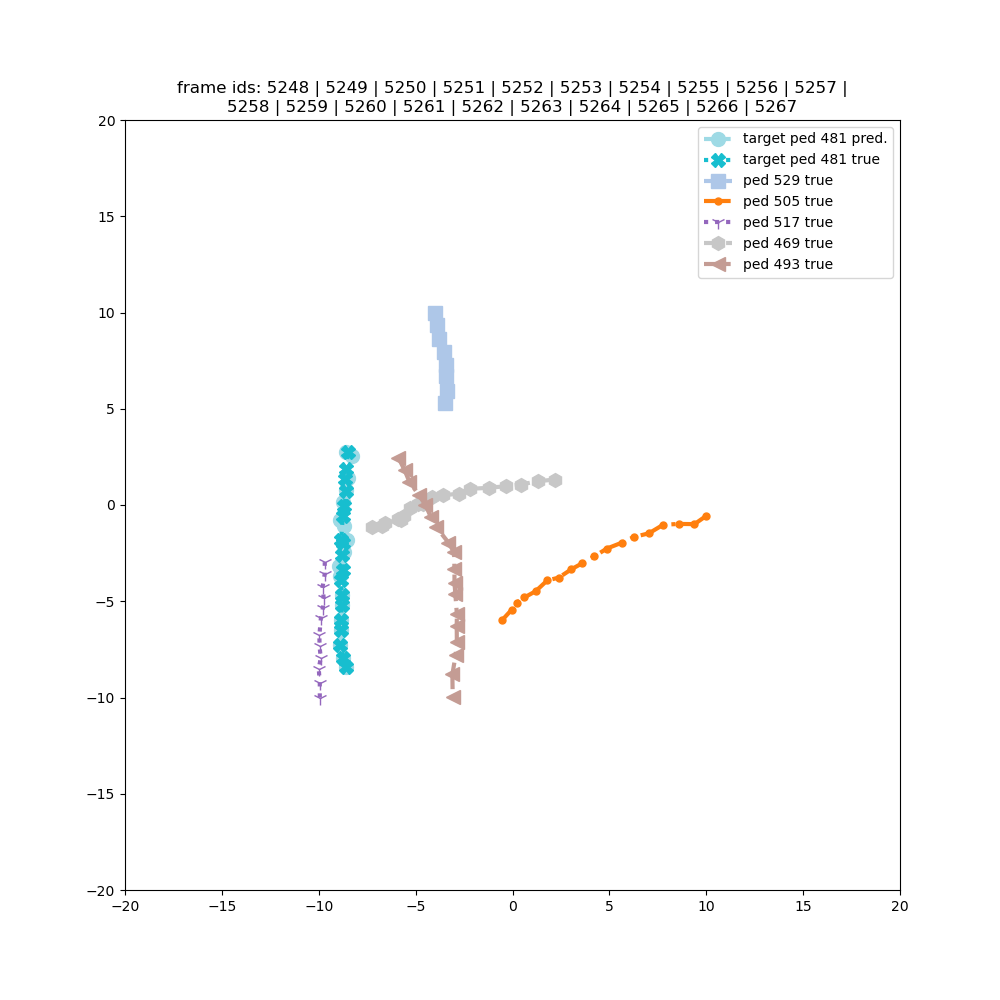 frame ids: 5248 | 5249 | 5250 | 5251 | 5252 | 5253 | 5254 | 5255 | 5256 | 5257 |
5258 | 5259 | 5260 | 5261 | 5262 | 5263 | 5264 | 5265 | 5266 | 5267
target ped 481 pred.
target ped 481 true
ped 529 true
ped 505 true
ped 517 true
ped 469 true
ped 493 true
20
15
10
5
0
−5
−10
−15
−20
−20 −15 −10 −5 0 5 10 15 20